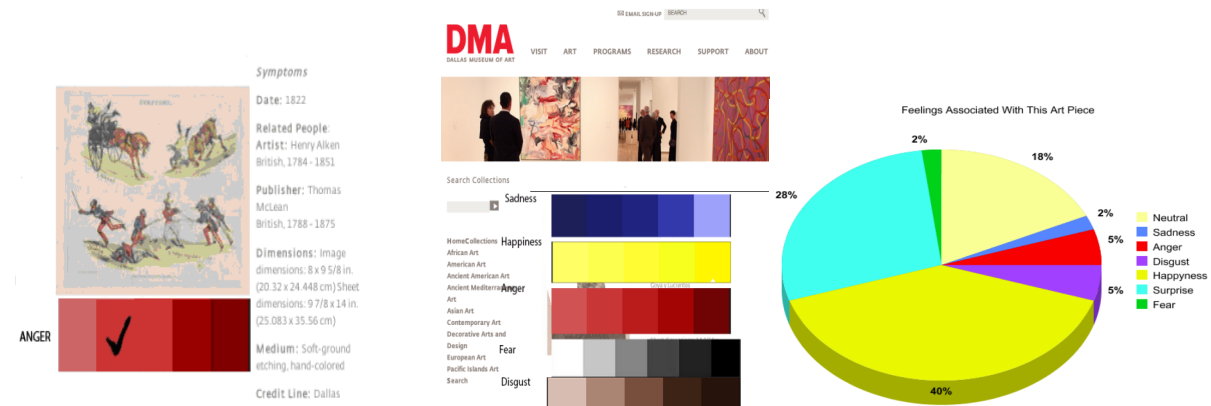 Symptoms
Date: 1822
Related People:
Artist: Henry Alken
British, 1784 - 1851
Publisher: Thomas
McLean
British, 1788 - 1875
Dimensions: Image
dimensions: 8 x 9 5/8 in.
(20.32 x 24.448 cm) Sheet
dimensions: 9 7/8 x 14 in.
(25.083 x 35.56 cm)
Medium: Soft-ground
etching, hand-colored
Credit Line: Dallas
SYMPTOMS.
ANGER
EMAIL SIGN-UP SEARCH
DMA
DALLAS MUSEUM OF ART
VISIT ART PROGRAMS RESEARCH SUPPORT ABOUT
Search Collections
Sadness
Happiness
Anger
Fear
Disgust
HomeCollections
African Art
American Art
Ancient American Art
Ancient
Art
Asian Art
Contemporary Art
Decorative Arts and
Design
European Art
Pacific Islands Art
Search
Goya y Lucientes
Feelings Associated With This Art Piece
2%
18%
28%
2%
5%
5%
40%
Neutral
Sadness
Anger
Disgust
Happyness
Surprise
Fear